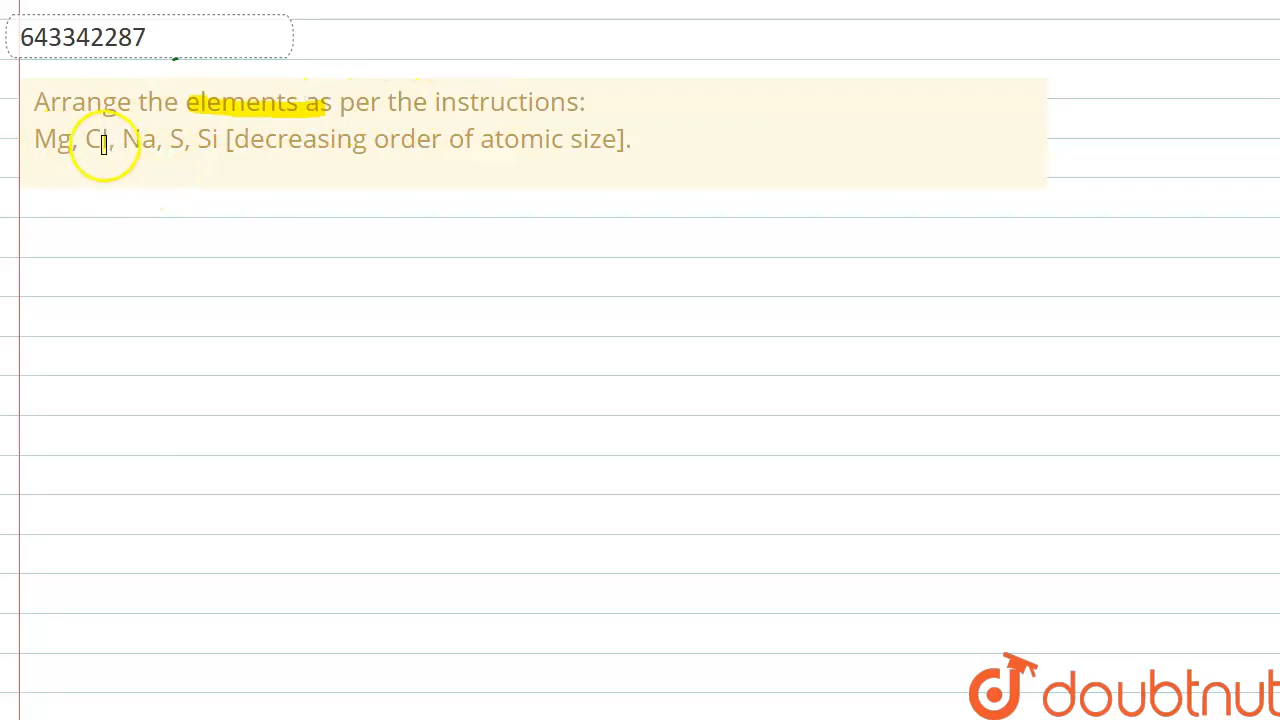 643342287
Arrange the elements as per the instructions:
Mg, Cl, Na, S, Si [decreasing order of atomic size].
doubtnut